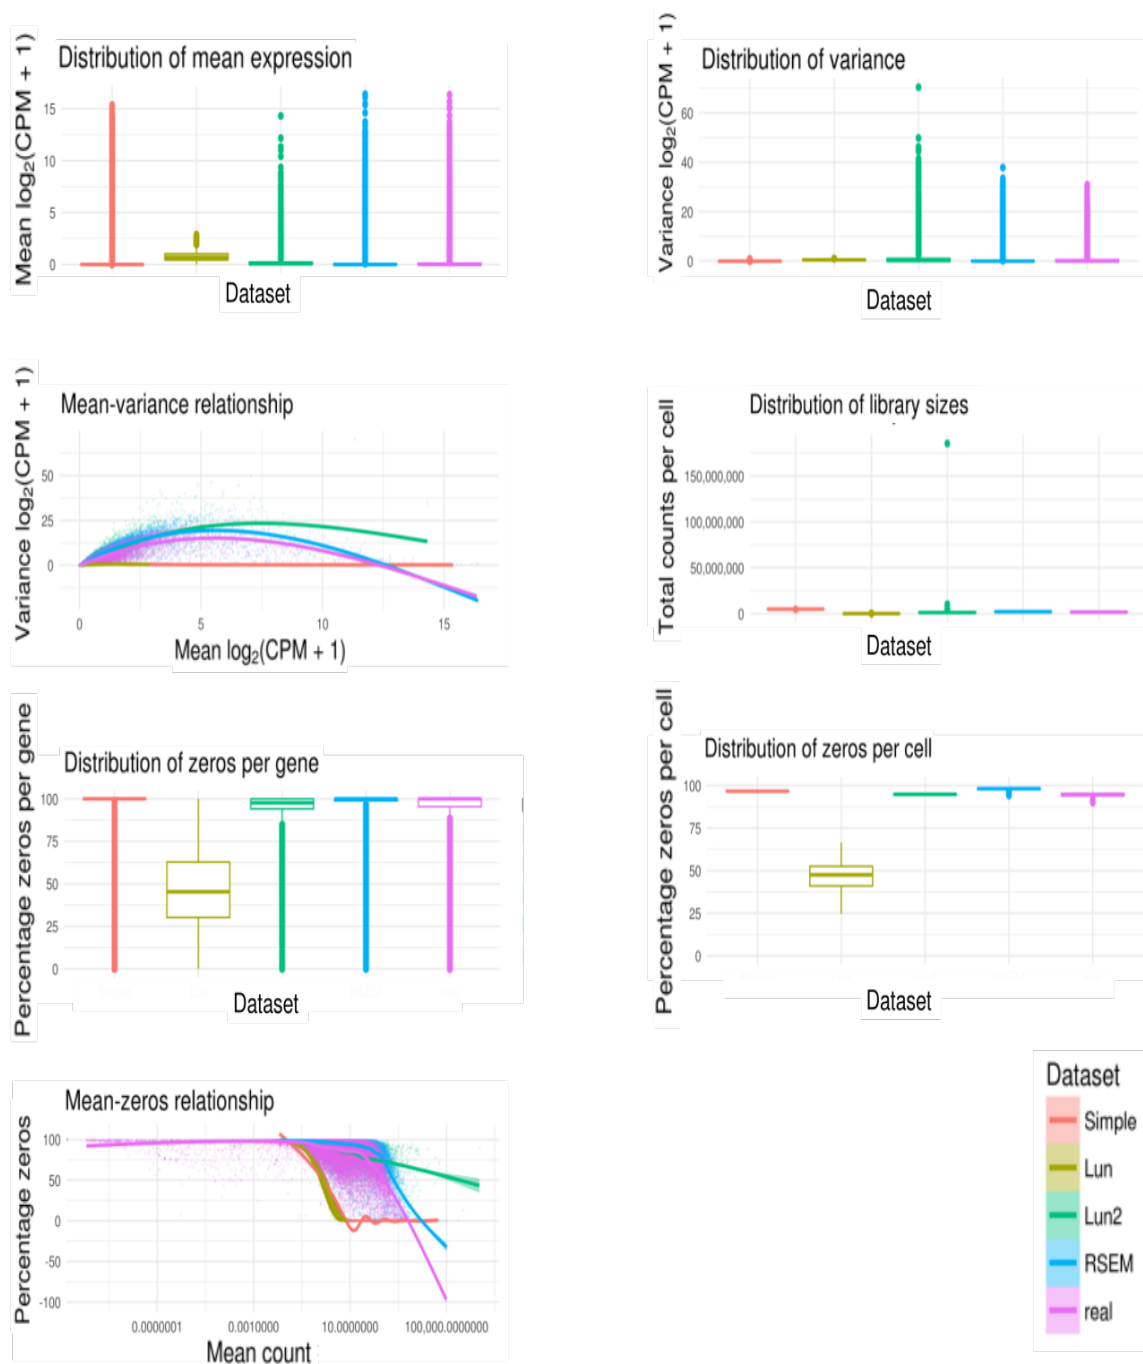 Distribution of mean expression
Mean log₂(CPM + 1)
15
10
5
0
Dataset
Distribution of variance
Variance log₂(CPM + 1)
60
40
20
0
Dataset
Mean-variance relationship
Variance log₂(CPM + 1)
50
25
0
0 5 10 15
Mean log₂(CPM + 1)
Distribution of library sizes
Total counts per cell
150,000,000
100,000,000
50,000,000
0
Dataset
Distribution of zeros per gene
Percentage zeros per gene
100
75
50
25
0
Dataset
Distribution of zeros per cell
Percentage zeros per cell
100
75
50
25
0
Dataset
Mean-zeros relationship
Percentage zeros
100
50
0
-50
-100
0.0000001 0.0010000 10.0000000 100,000.0000000
Mean count
Dataset
Simple
Lun
Lun2
RSEM
real